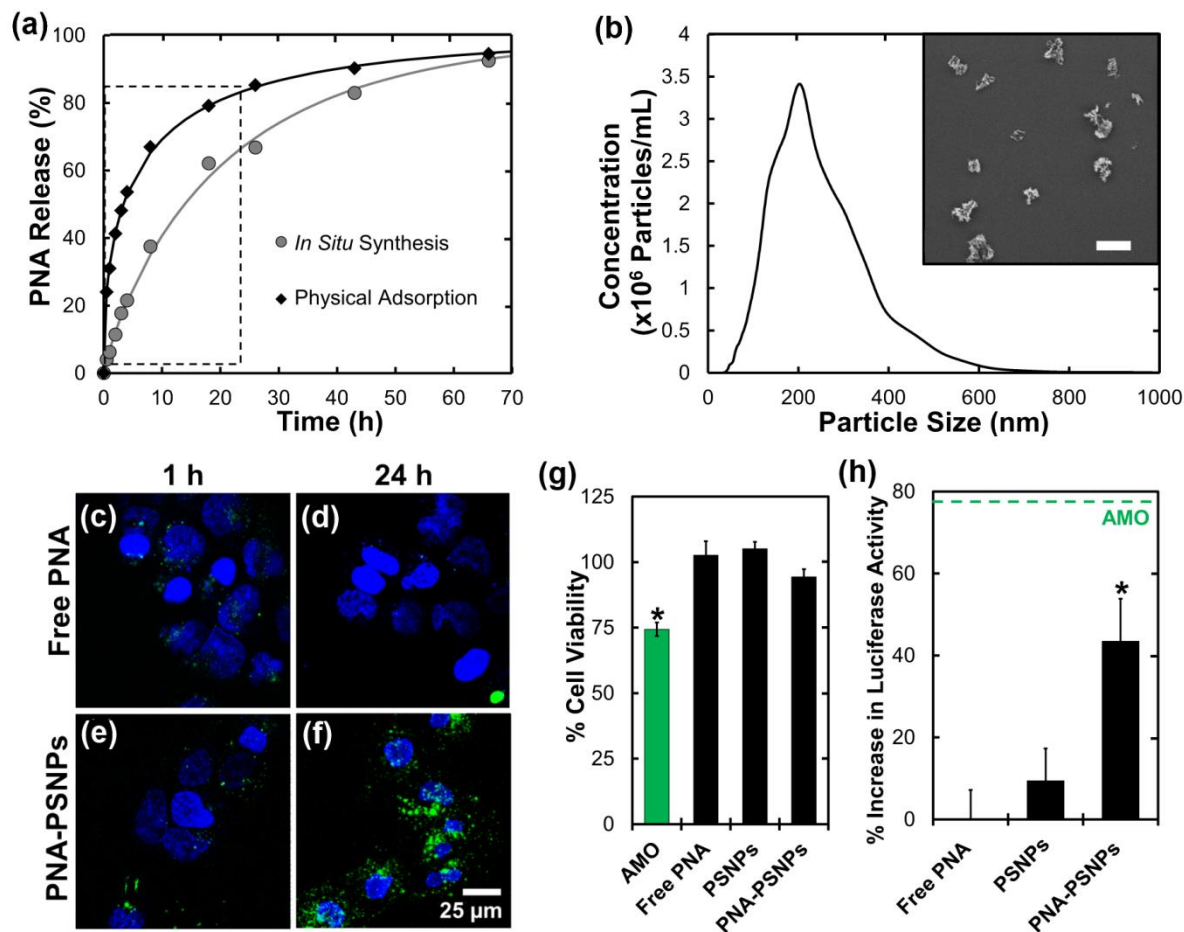 (a)
100
80
60
40
20
0
PNA Release (%)
In Situ Synthesis
Physical Adsorption
0 10 20 30 40 50 60 70
Time (h)
(b)
4
3.5
3
2.5
2
1.5
1
0.5
0
Concentration
(x10⁶ Particles/mL)
0 200 400 600 800 1000
Particle Size (nm)
1 h 24 h
Free PNA
(c) (d)
PNA-PSNPs
(e) (f)
25 µm
(g)
125
100
75
50
25
0
% Cell Viability
*
AMO Free PNA PSNPs PNA-PSNPs
(h)
80
60
40
20
0
% Increase in Luciferase Activity
AMO
*
Free PNA PSNPs PNA-PSNPs